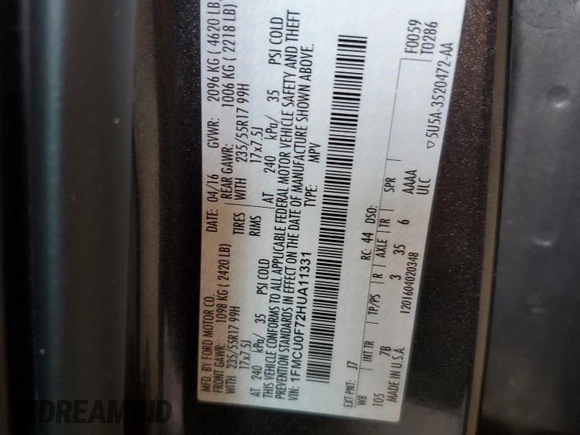 MFD. BY FORD MOTOR CO.
DATE: 04/16 GVWR: 2096 KG ( 4620 LB)
FRONT GAWR: 1098 KG ( 2420 LB) REAR GAWR: 1006 KG ( 2218 LB)
WITH 235/55R17 99H TIRES WITH 235/55R17 99H
17x7.5J RIMS 17x7.5J
AT 240 kPa/ 35 PSI COLD AT 240 kPa/ 35 PSI COLD
THIS VEHICLE CONFORMS TO ALL APPLICABLE FEDERAL MOTOR VEHICLE SAFETY AND THEFT
PREVENTION STANDARDS IN EFFECT ON THE DATE OF MANUFACTURE SHOWN ABOVE.
VIN: 1FMCU0F72HUA11331
TYPE: MPV
F0059
T0286
EXT PNT: J7 RC: 44 DSO:
WB INT TR TP/PS R AXLE TR SPR
105 7B 3 35 6 AAAA
ULC
MADE IN U.S.A. 1201604020348
▽5U5A-3520472-AA
DREAMBID